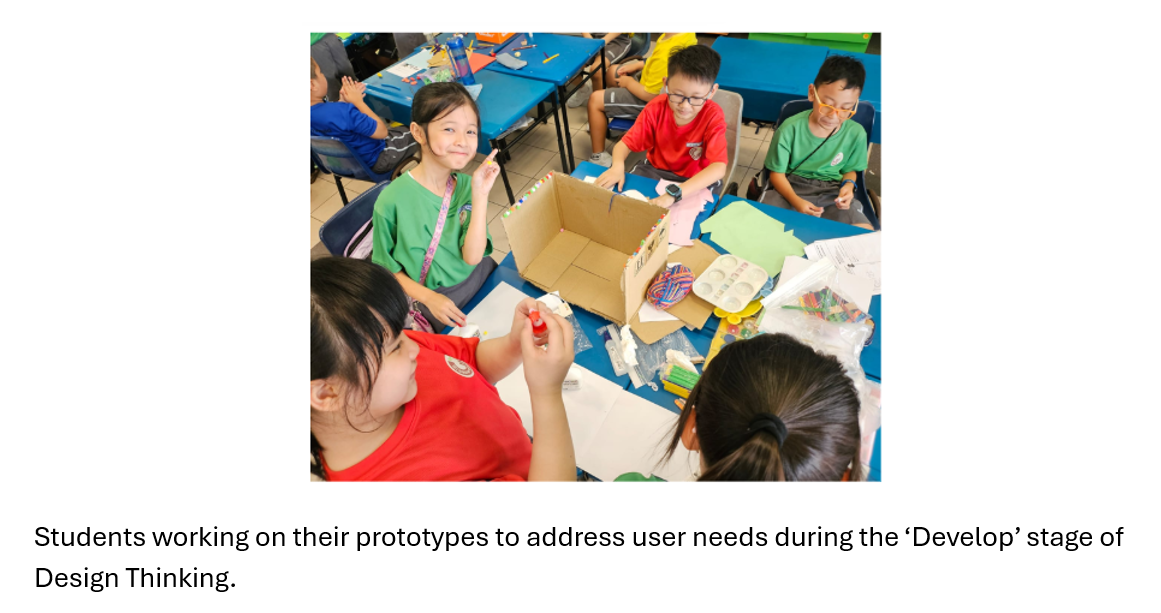 Students working on their prototypes to address user needs during the ‘Develop’ stage of
Design Thinking.